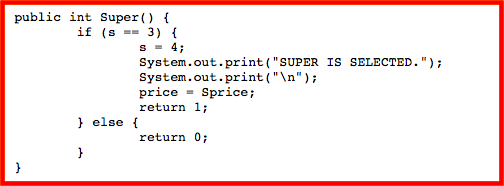 public int Super() {
        if (s == 3) {
                s = 4;
                System.out.print("SUPER IS SELECTED.");
                System.out.print("\n");
                price = Sprice;
                return 1;
        } else {
                return 0;
        }
}